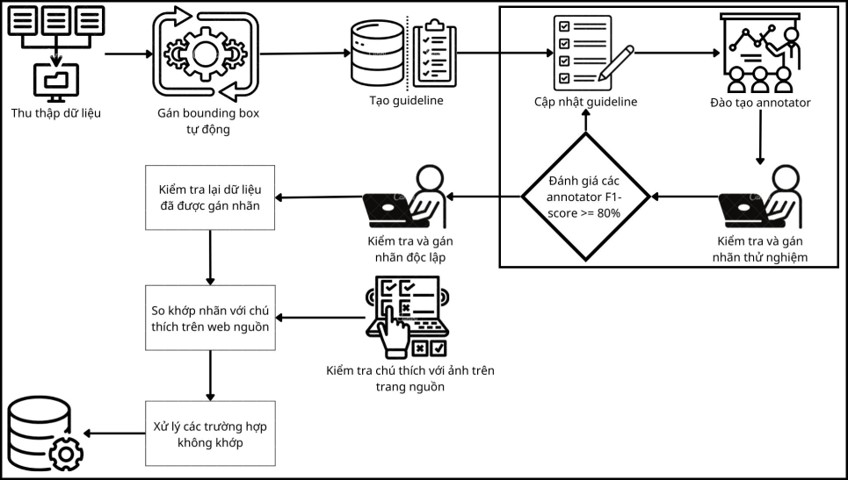 Thu thập dữ liệu
Gán bounding box
tự động
Tạo guideline
Cập nhật guideline
Đào tạo annotator
Kiểm tra lại dữ liệu
đã được gán nhãn
Kiểm tra và gán
nhãn độc lập
Đánh giá các
annotator F1-
score >= 80%
Kiểm tra và gán
nhãn thử nghiệm
So khớp nhãn với chú
thích trên web nguồn
Kiểm tra chú thích với ảnh trên
trang nguồn
Xử lý các trường hợp
không khớp